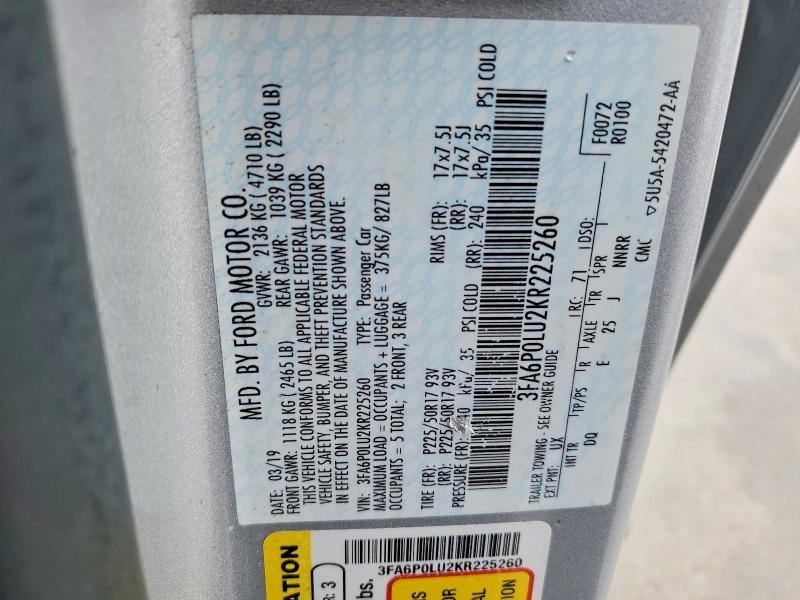 MFD. BY FORD MOTOR CO.
DATE: 03/19 GVWR: 2136 KG ( 4710 LB)
FRONT GAWR: 1118 KG ( 2465 LB) REAR GAWR: 1039 KG ( 2290 LB)
THIS VEHICLE CONFORMS TO ALL APPLICABLE FEDERAL MOTOR
VEHICLE SAFETY, BUMPER, AND THEFT PREVENTION STANDARDS
IN EFFECT ON THE DATE OF MANUFACTURE SHOWN ABOVE.
VIN: 3FA6P0LU2KR225260 TYPE: Passenger Car
MAXIMUM LOAD = OCCUPANTS + LUGGAGE = 375KG/ 827LB
OCCUPANTS = 5 TOTAL; 2 FRONT, 3 REAR
TIRE (FR): P225/50R17 93V RIMS (FR): 17x7.5J
(RR): P225/50R17 93V (RR): 17x7.5J
PRESSURE (FR): 240 kPa/ 35 PSI COLD (RR): 240 kPa/ 35 PSI COLD
3FA6P0LU2KR225260
TRAILER TOWING - SEE OWNER GUIDE
EXT PNT: UX RC: 71 DSO: F0072
R0100
INT TR TP/PS R AXLE TR SPR
DQ E 25 J NNRR
CMC ▽5U5A-5420472-AA
3FA6P0LU2KR225260
ATION
R: 3
lbs.